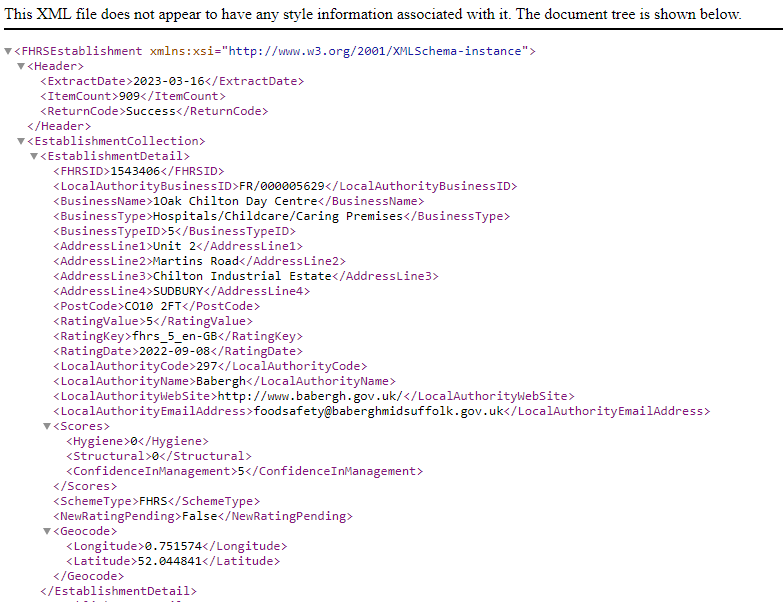 This XML file does not appear to have any style information associated with it. The document tree is shown below.
▼<FHRSEstablishment xmlns:xsi="http://www.w3.org/2001/XMLSchema-instance">
▼<Header>
<ExtractDate>2023-03-16</ExtractDate>
<ItemCount>909</ItemCount>
<ReturnCode>Success</ReturnCode>
</Header>
▼<EstablishmentCollection>
▼<EstablishmentDetail>
<FHRSID>1543406</FHRSID>
<LocalAuthorityBusinessID>FR/000005629</LocalAuthorityBusinessID>
<BusinessName>1Oak Chilton Day Centre</BusinessName>
<BusinessType>Hospitals/Childcare/Caring Premises</BusinessType>
<BusinessTypeID>5</BusinessTypeID>
<AddressLine1>Unit 2</AddressLine1>
<AddressLine2>Martins Road</AddressLine2>
<AddressLine3>Chilton Industrial Estate</AddressLine3>
<AddressLine4>SUDBURY</AddressLine4>
<PostCode>CO10 2FT</PostCode>
<RatingValue>5</RatingValue>
<RatingKey>fhrs_5_en-GB</RatingKey>
<RatingDate>2022-09-08</RatingDate>
<LocalAuthorityCode>297</LocalAuthorityCode>
<LocalAuthorityName>Babergh</LocalAuthorityName>
<LocalAuthorityWebSite>http://www.babergh.gov.uk/</LocalAuthorityWebSite>
<LocalAuthorityEmailAddress>foodsafety@baberghmidsuffolk.gov.uk</LocalAuthorityEmailAddress>
▼<Scores>
<Hygiene>0</Hygiene>
<Structural>0</Structural>
<ConfidenceInManagement>5</ConfidenceInManagement>
</Scores>
<SchemeType>FHRS</SchemeType>
<NewRatingPending>False</NewRatingPending>
▼<Geocode>
<Longitude>0.751574</Longitude>
<Latitude>52.044841</Latitude>
</Geocode>
</EstablishmentDetail>